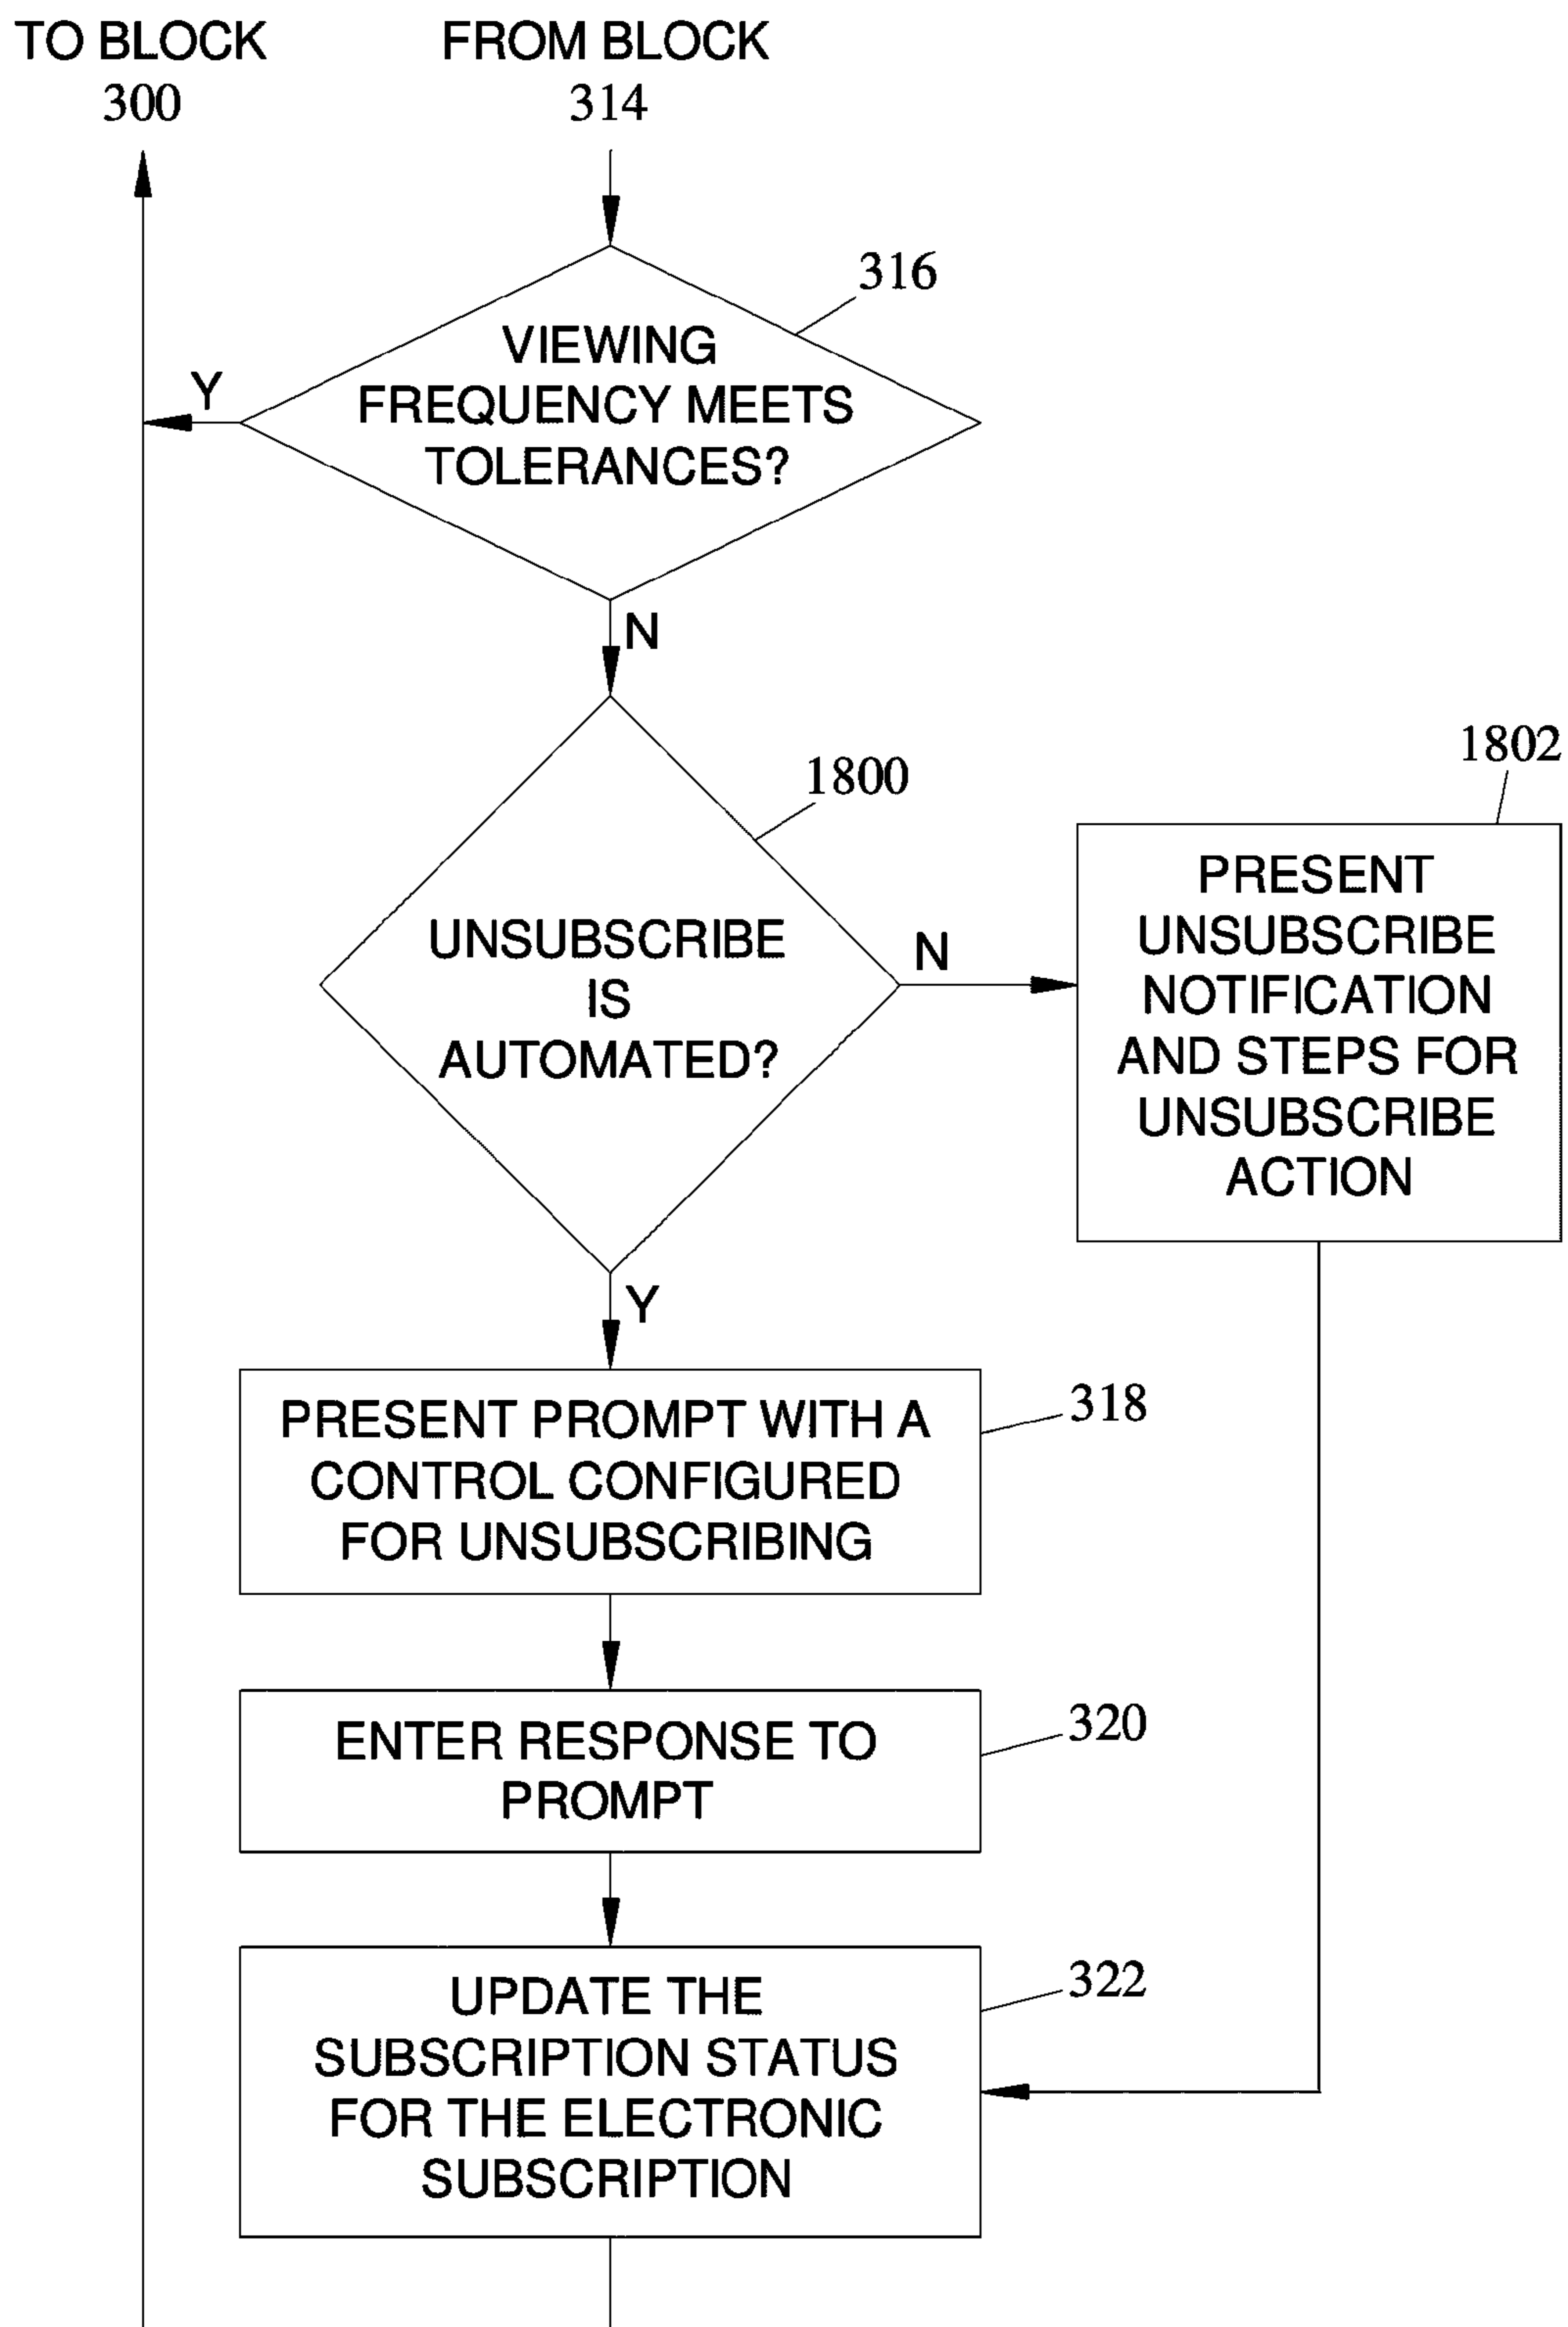 TO BLOCK
300
FROM BLOCK
314
316
VIEWING
FREQUENCY MEETS
TOLERANCES?
Y
N
1800
UNSUBSCRIBE
IS
AUTOMATED?
N
1802
PRESENT
UNSUBSCRIBE
NOTIFICATION
AND STEPS FOR
UNSUBSCRIBE
ACTION
Y
PRESENT PROMPT WITH A
CONTROL CONFIGURED
FOR UNSUBSCRIBING
318
ENTER RESPONSE TO
PROMPT
320
UPDATE THE
SUBSCRIPTION STATUS
FOR THE ELECTRONIC
SUBSCRIPTION
322